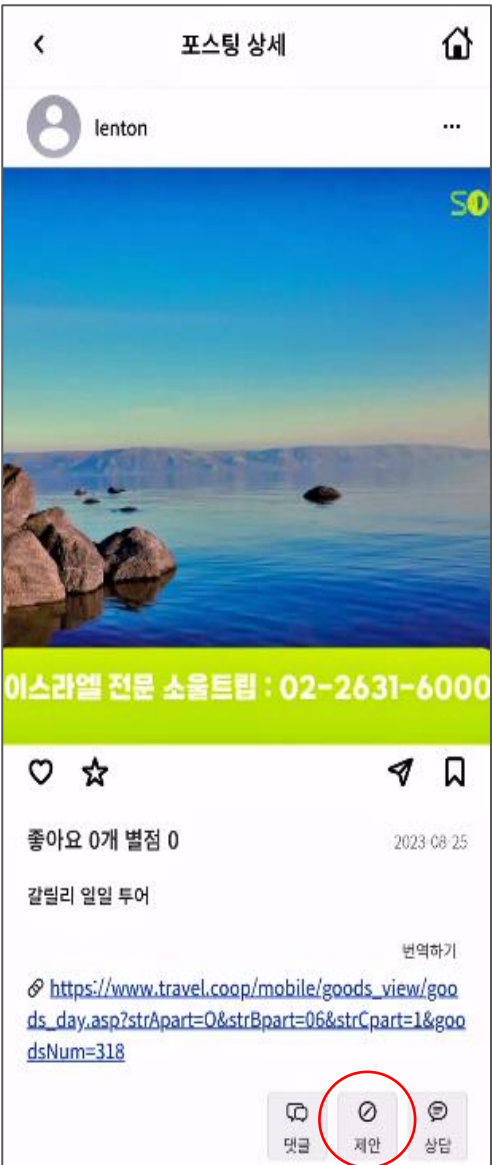 포스팅 상세
lenton
...
이스라엘 전문 소울트립 : 02-2631-6000
좋아요 0개 별점 0
2023-08-25
갈릴리 일일 투어
번역하기
https://www.travel.coop/mobile/goods_view/goo
ds_day.asp?strApart=O&strBpart=06&strCpart=1&goo
dsNum=318
댓글 제안 상담